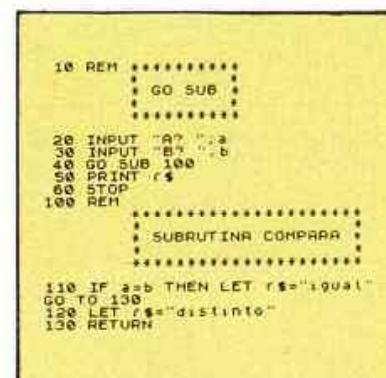 10 REM **********
* GO SUB *
**********
20 INPUT "A? ",a
30 INPUT "B? ",b
40 GO SUB 100
50 PRINT r$
60 STOP
100 REM
********************
* SUBRUTINA COMPARA *
********************
110 IF a=b THEN LET r$="igual"
GO TO 130
120 LET r$="distinto"
130 RETURN